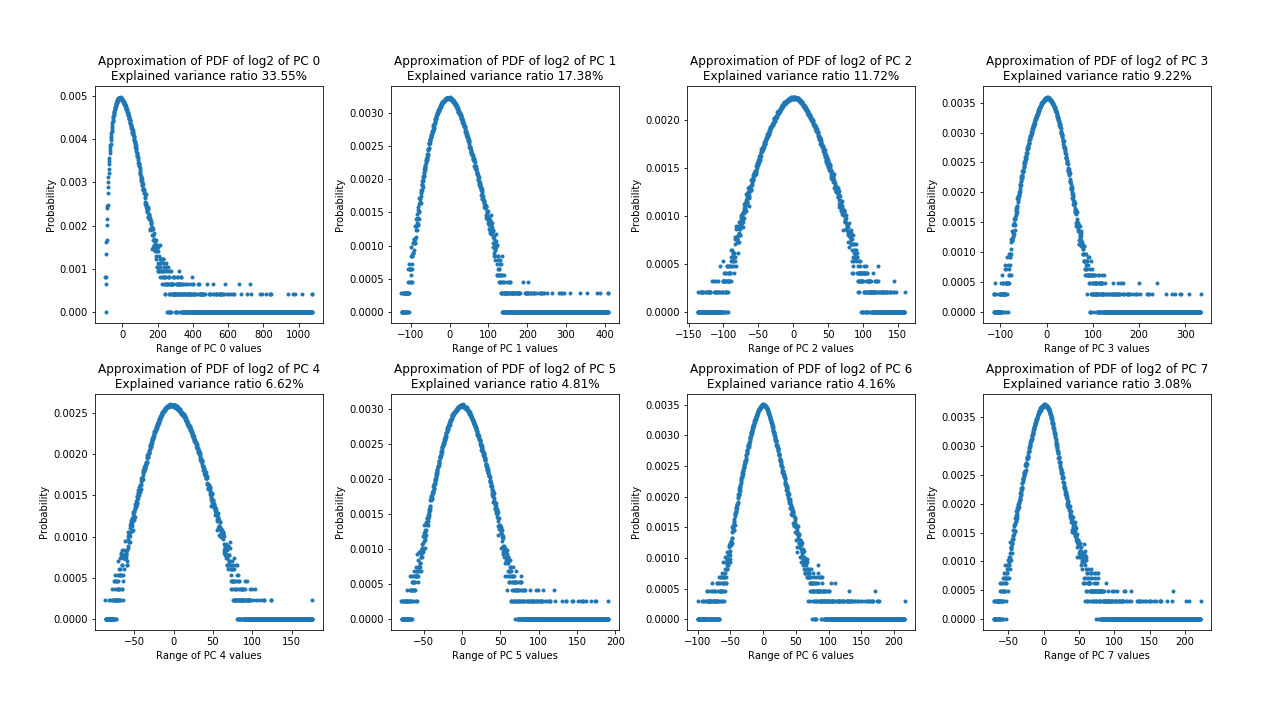 Approximation of PDF of log2 of PC 0
Explained variance ratio 33.55%
Probability
0.005
0.004
0.003
0.002
0.001
0.000
0 200 400 600 800 1000
Range of PC 0 values
Approximation of PDF of log2 of PC 1
Explained variance ratio 17.38%
Probability
0.0030
0.0025
0.0020
0.0015
0.0010
0.0005
0.0000
−100 0 100 200 300 400
Range of PC 1 values
Approximation of PDF of log2 of PC 2
Explained variance ratio 11.72%
Probability
0.0020
0.0015
0.0010
0.0005
0.0000
−150 −100 −50 0 50 100 150
Range of PC 2 values
Approximation of PDF of log2 of PC 3
Explained variance ratio 9.22%
Probability
0.0035
0.0030
0.0025
0.0020
0.0015
0.0010
0.0005
0.0000
−100 0 100 200 300
Range of PC 3 values
Approximation of PDF of log2 of PC 4
Explained variance ratio 6.62%
Probability
0.0025
0.0020
0.0015
0.0010
0.0005
0.0000
−50 0 50 100 150
Range of PC 4 values
Approximation of PDF of log2 of PC 5
Explained variance ratio 4.81%
Probability
0.0030
0.0025
0.0020
0.0015
0.0010
0.0005
0.0000
−50 0 50 100 150 200
Range of PC 5 values
Approximation of PDF of log2 of PC 6
Explained variance ratio 4.16%
Probability
0.0035
0.0030
0.0025
0.0020
0.0015
0.0010
0.0005
0.0000
−100 −50 0 50 100 150 200
Range of PC 6 values
Approximation of PDF of log2 of PC 7
Explained variance ratio 3.08%
Probability
0.0035
0.0030
0.0025
0.0020
0.0015
0.0010
0.0005
0.0000
−50 0 50 100 150 200
Range of PC 7 values